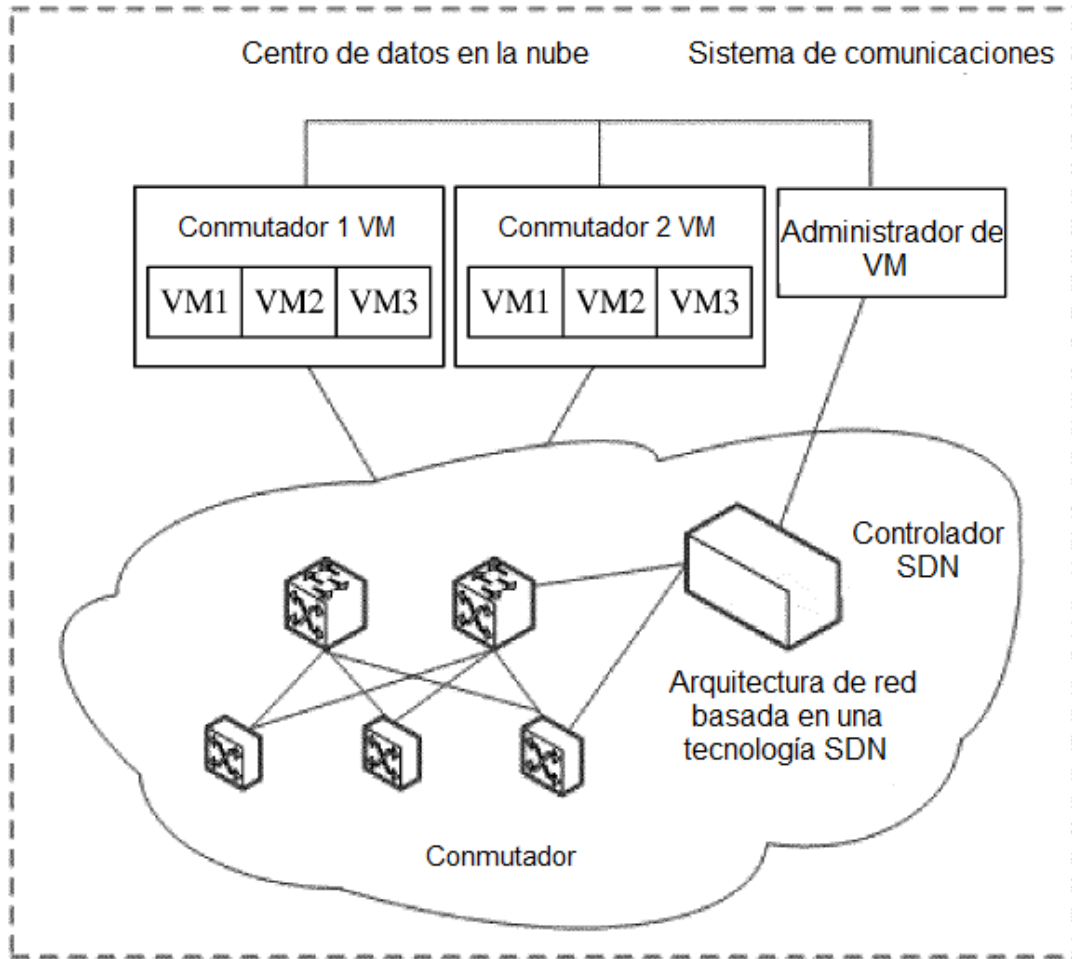 Centro de datos en la nube
Sistema de comunicaciones
Conmutador 1 VM
VM1 VM2 VM3
Conmutador 2 VM
VM1 VM2 VM3
Administrador de
VM
Controlador
SDN
Arquitectura de red
basada en una
tecnología SDN
Conmutador